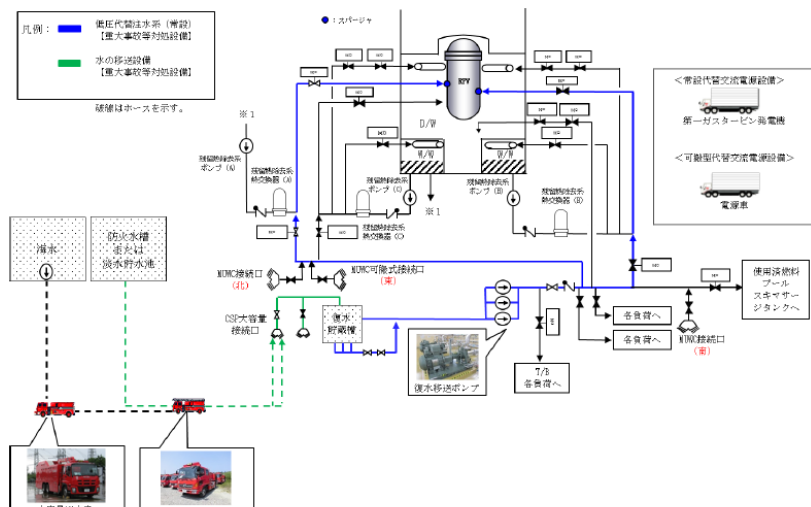 凡例：
低圧代替注水系（常設）
【重大事故等対処設備】
水の移送設備
【重大事故等対処設備】
破線はホースを示す。
：スパージャ
RPV
D/W
W/W
W/W
※1
※1
残留熱除去系
ポンプ（A）
残留熱除去系
熱交換器（A）
残留熱除去系
ポンプ（C）
残留熱除去系
熱交換器（C）
残留熱除去系
ポンプ（B）
残留熱除去系
熱交換器（B）
＜常設代替交流電源設備＞
第一ガスタービン発電機
＜可搬型代替交流電源設備＞
電源車
海水
防火水槽
または
淡水貯水池
MUWC接続口
（北）
MUWC可搬式接続口
（東）
CSP大容量
接続口
復水
貯蔵槽
復水移送ポンプ
T/B
各負荷へ
各負荷へ
各負荷へ
MUWC接続口
（南）
使用済燃料
プール
スキマサー
ジタンクへ